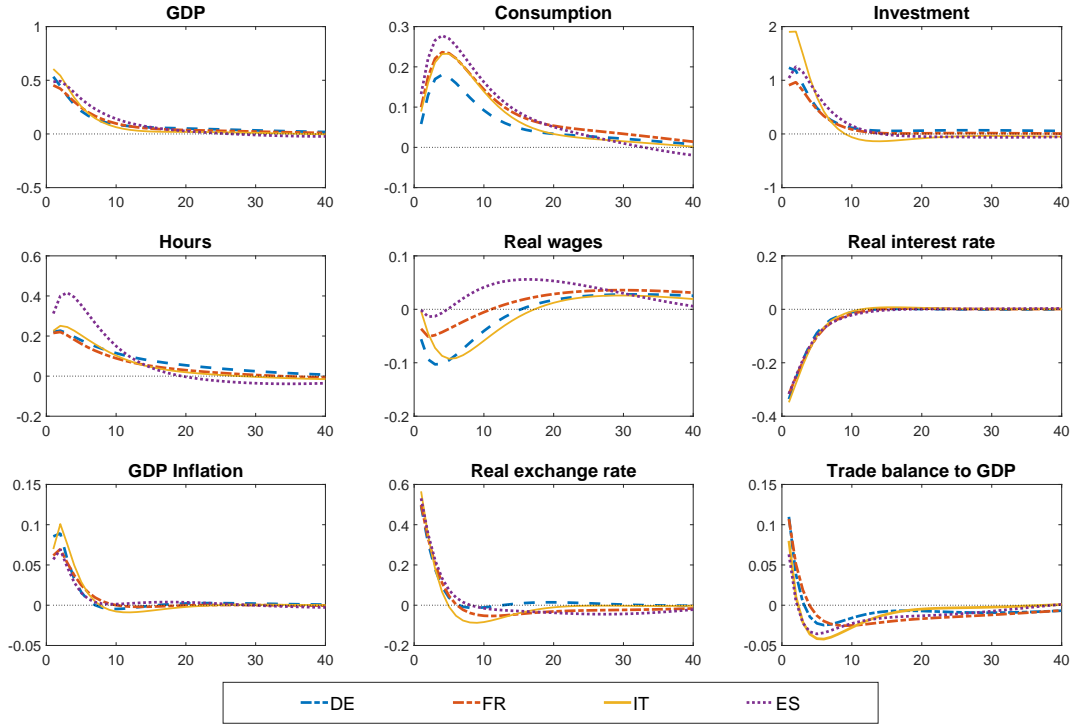 GDP Consumption Investment
1 0.3 3
0.5 0.2 2
0.1 1
0 0 0
-0.5 -0.1 -1
0 10 20 30 40 0 10 20 30 40 0 10 20 30 40
Hours Real wages Real interest rate
0.6 0.1 0.2
0.4 0 0
0.2 -0.1 -0.2
0
-0.2 -0.2 -0.4
0 10 20 30 40 0 10 20 30 40 0 10 20 30 40
GDP Inflation Real exchange rate Trade balance to GDP
0.15 0.6 0.15
0.1 0.4 0.1
0.05 0.2 0.05
0 0 0
-0.05 -0.2 -0.05
0 10 20 30 40 0 10 20 30 40 0 10 20 30 40
DE FR IT ES